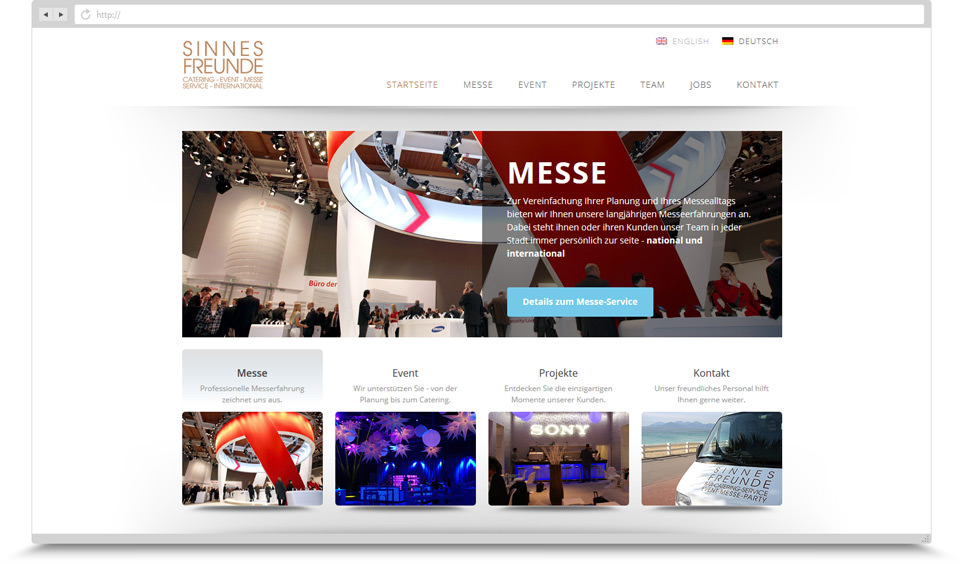 http://
SINNES
FREUNDE
CATERING - EVENT - MESSE
SERVICE - INTERNATIONAL
ENGLISH DEUTSCH
STARTSEITE MESSE EVENT PROJEKTE TEAM JOBS KONTAKT
MESSE
Zur Vereinfachung Ihrer Planung und Ihres Messealltags
bieten wir Ihnen unsere langjährigen Messeerfahrungen an.
Dabei steht ihnen oder ihren Kunden unser Team in jeder
Stadt immer persönlich zur seite - national und
international
Büro der
Details zum Messe-Service
Messe
Professionelle Messerfahrung
zeichnet uns aus.
Event
Wir unterstützen Sie - von der
Planung bis zum Catering.
Projekte
Entdecken Sie die einzigartigen
Momente unserer Kunden.
Kontakt
Unser freundliches Personal hilft
Ihnen gerne weiter.
SONY
SINNES
FREUNDE
CATERING-SERVICE
EVENT-MESSE-PARTY